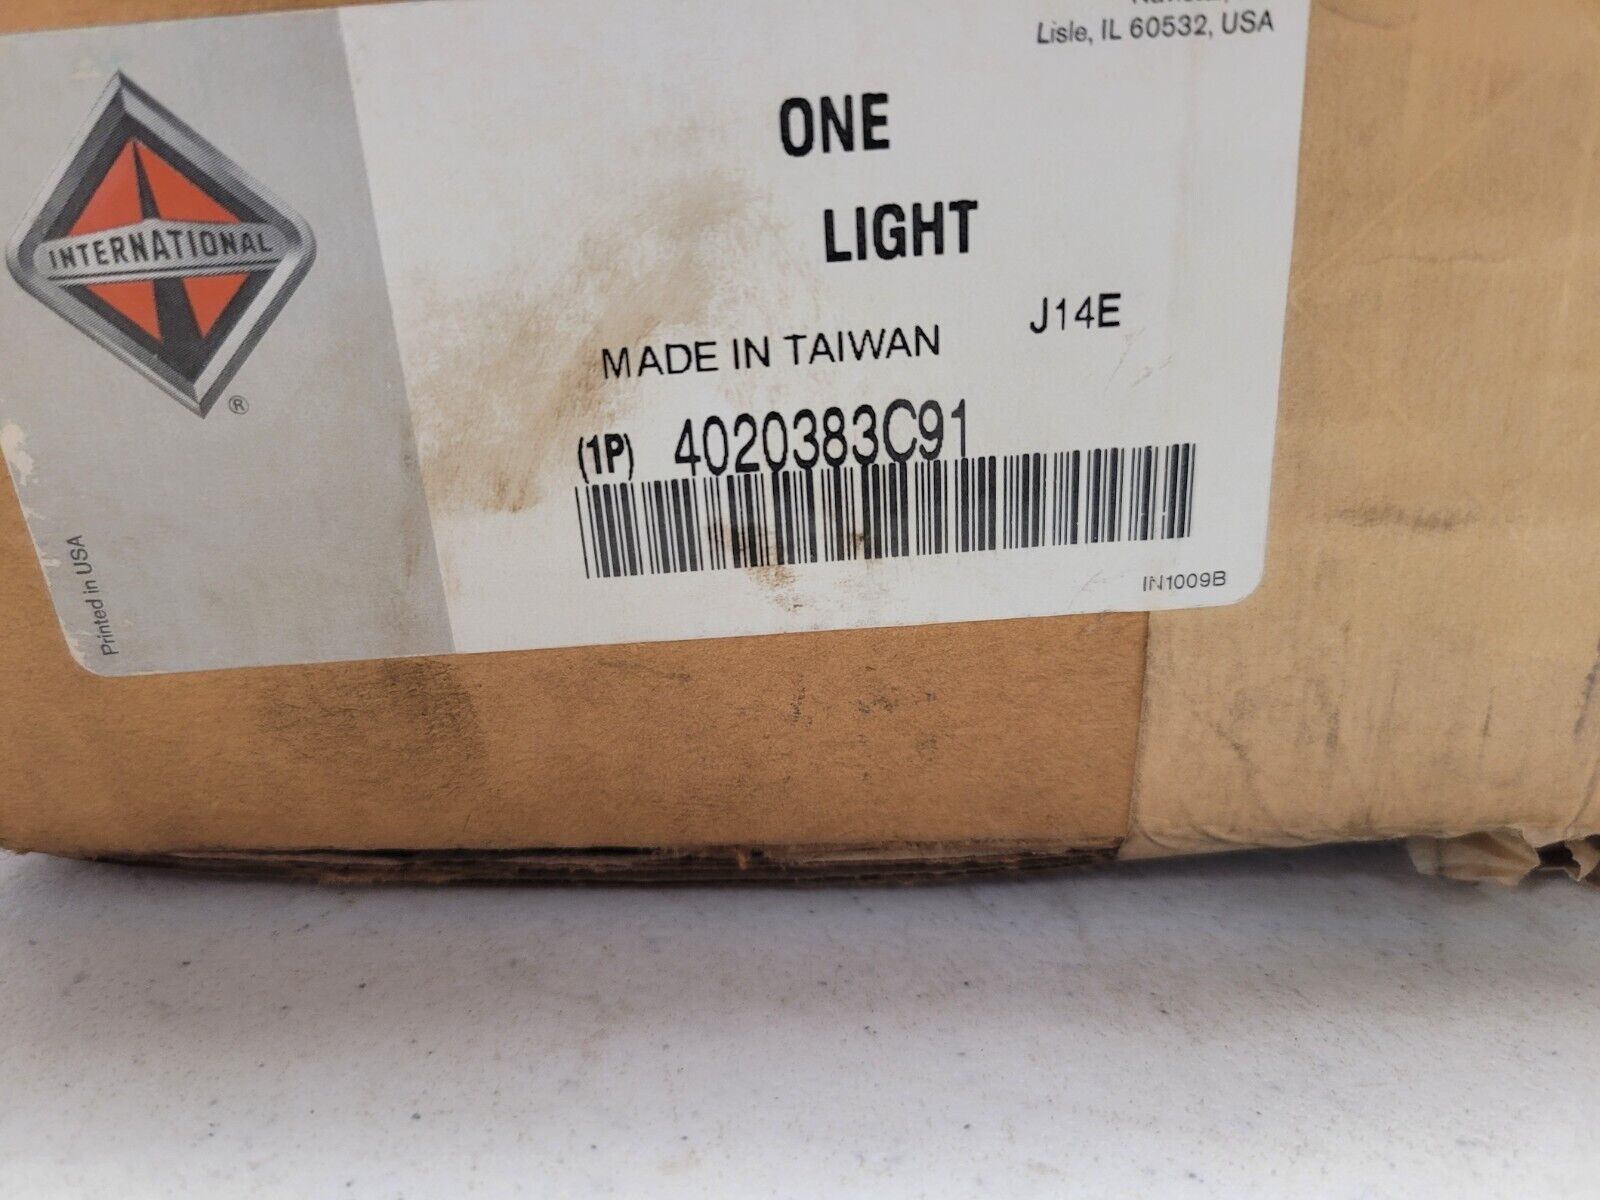 Lisle, IL 60532, USA
ONE
LIGHT
INTERNATIONAL
®
MADE IN TAIWAN
J14E
(1P) 4020383C91
IN1009B
Printed in USA